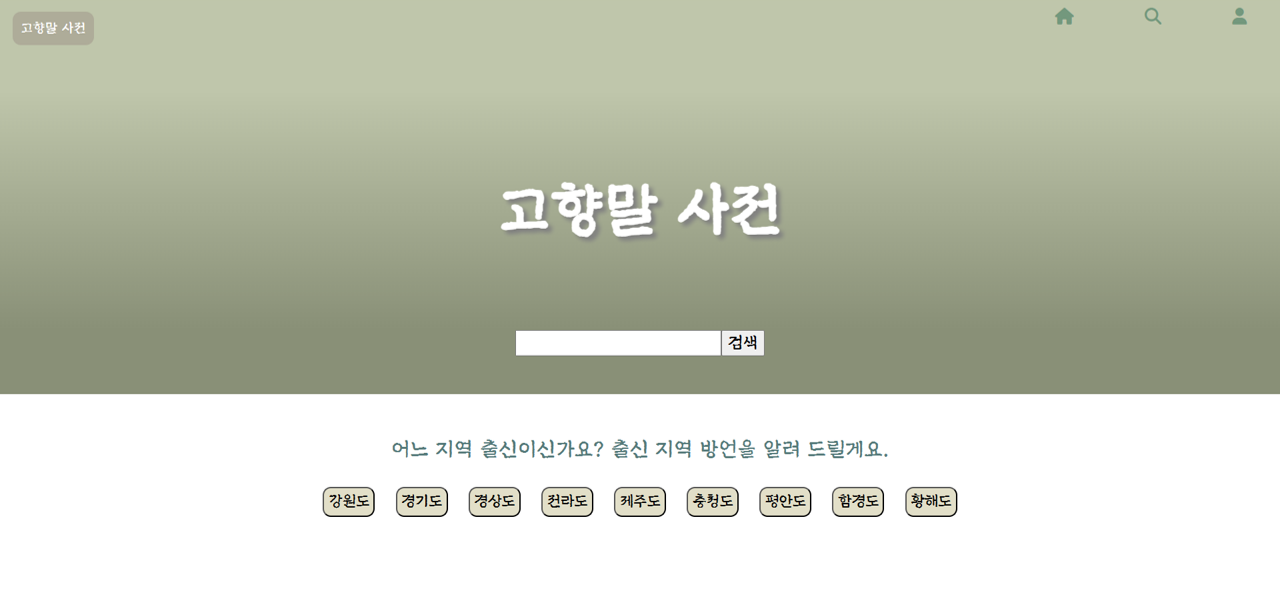 고향말 사전
고향말 사전
검색
어느 지역 출신이신가요? 출신 지역 방언을 알려 드릴게요.
강원도 경기도 경상도 전라도 제주도 충청도 평안도 함경도 황해도